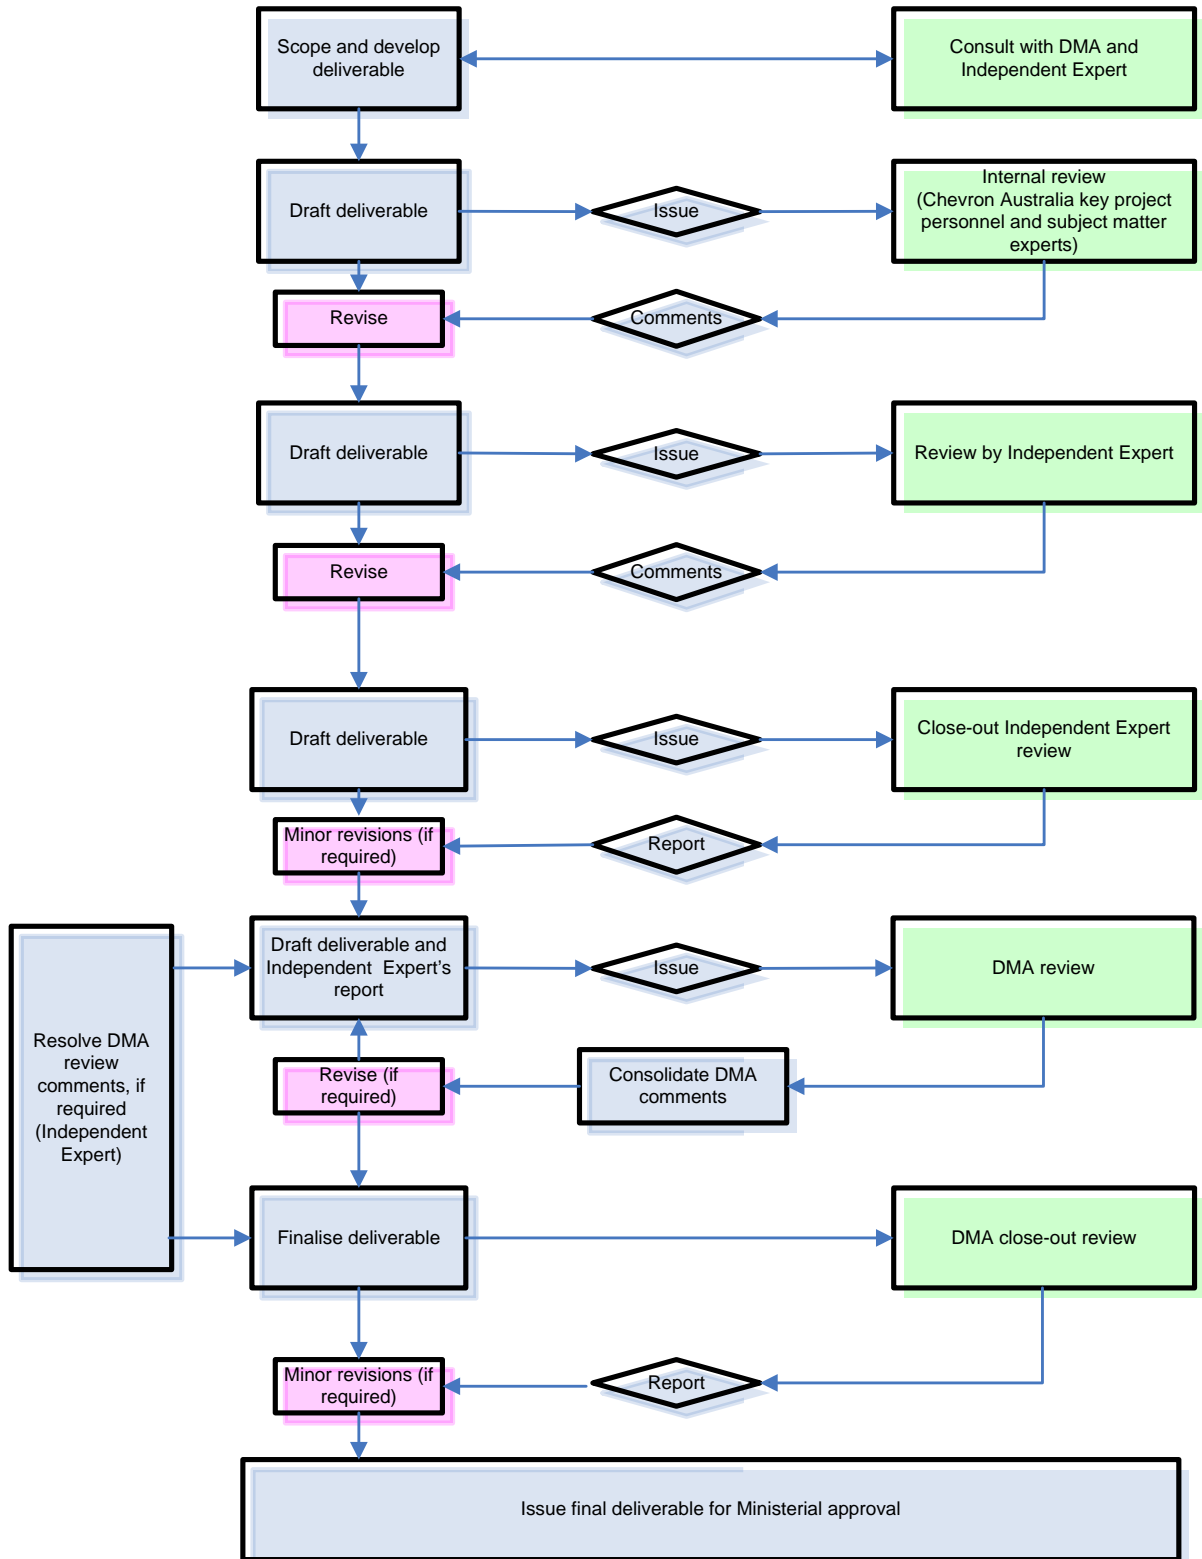 Scope and develop
deliverable
Consult with DMA and
Independent Expert
Draft deliverable
Issue
Internal review
(Chevron Australia key project
personnel and subject matter
experts)
Revise
Comments
Draft deliverable
Issue
Review by Independent Expert
Revise
Comments
Draft deliverable
Issue
Close-out Independent Expert
review
Minor revisions (if
required)
Report
Draft deliverable and
Independent Expert's
report
Issue
DMA review
Resolve DMA
review
comments, if
required
(Independent
Expert)
Revise (if
required)
Consolidate DMA
comments
Finalise deliverable
DMA close-out review
Minor revisions (if
required)
Report
Issue final deliverable for Ministerial approval